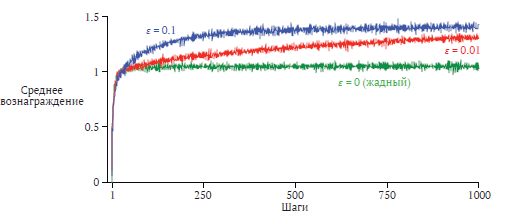 1.5
ε = 0.1
1
ε = 0.01
Среднее
вознаграждение
ε = 0 (жадный)
0.5
0
1
250
500
750
1000
Шаги